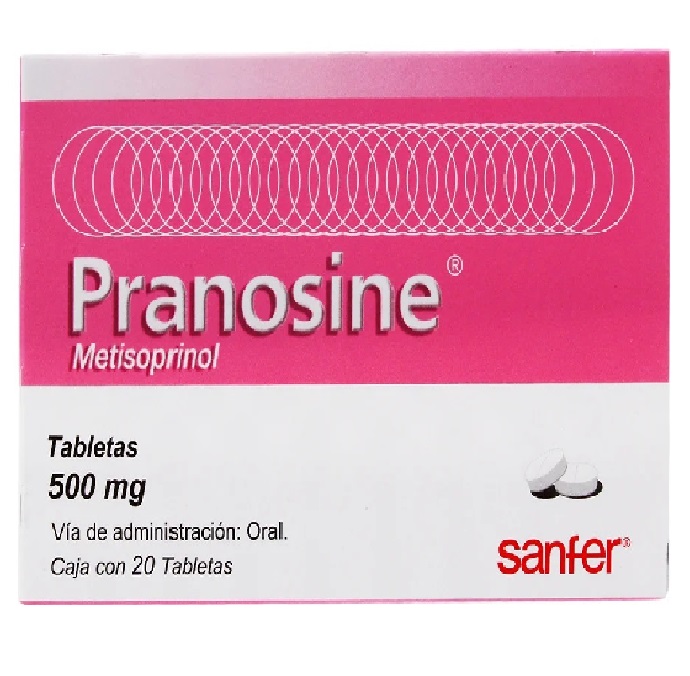 Pranosine®
Metisoprinol
Tabletas
500 mg
Vía de administración: Oral.
Caja con 20 Tabletas
sanfer®